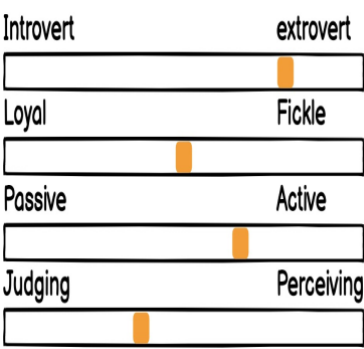 Introvert extrovert
Loyal Fickle
Passive Active
Judging Perceiving